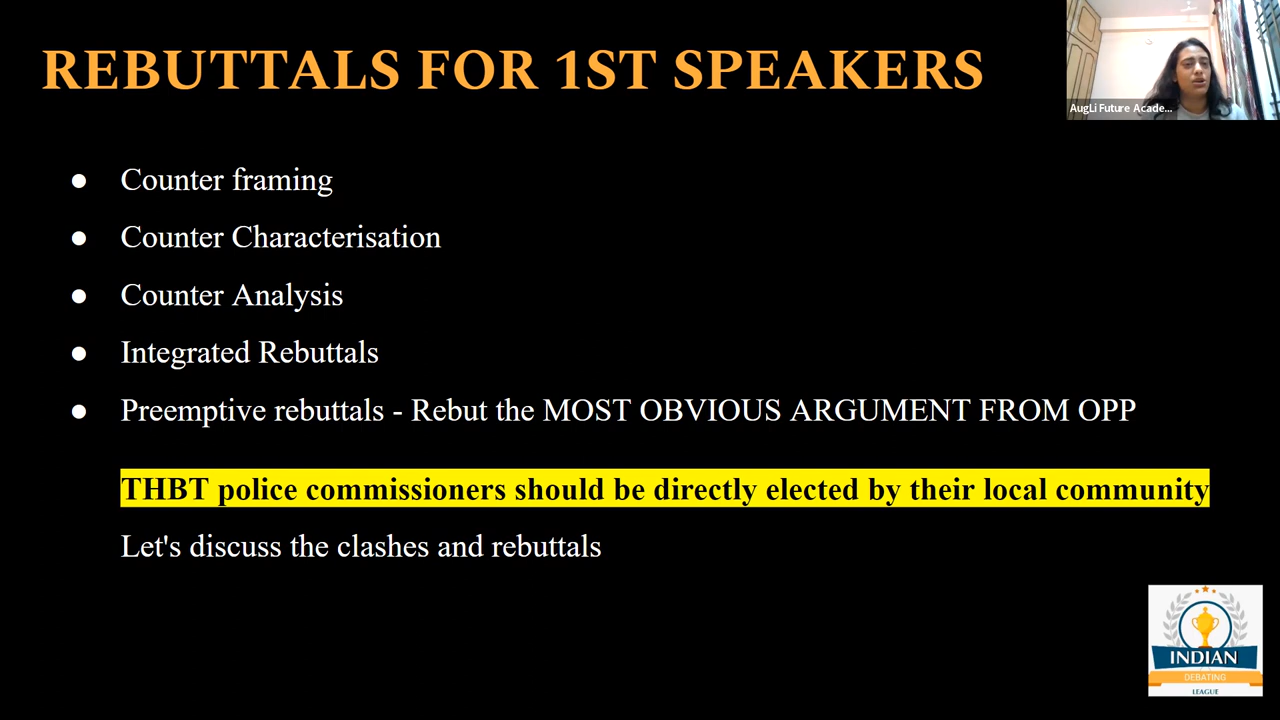 REBUTTALS FOR 1ST SPEAKERS
AugLi Future Acade...
● Counter framing
● Counter Characterisation
● Counter Analysis
● Integrated Rebuttals
● Preemptive rebuttals - Rebut the MOST OBVIOUS ARGUMENT FROM OPP
THBT police commissioners should be directly elected by their local community
Let's discuss the clashes and rebuttals
INDIAN
DEBATING
LEAGUE